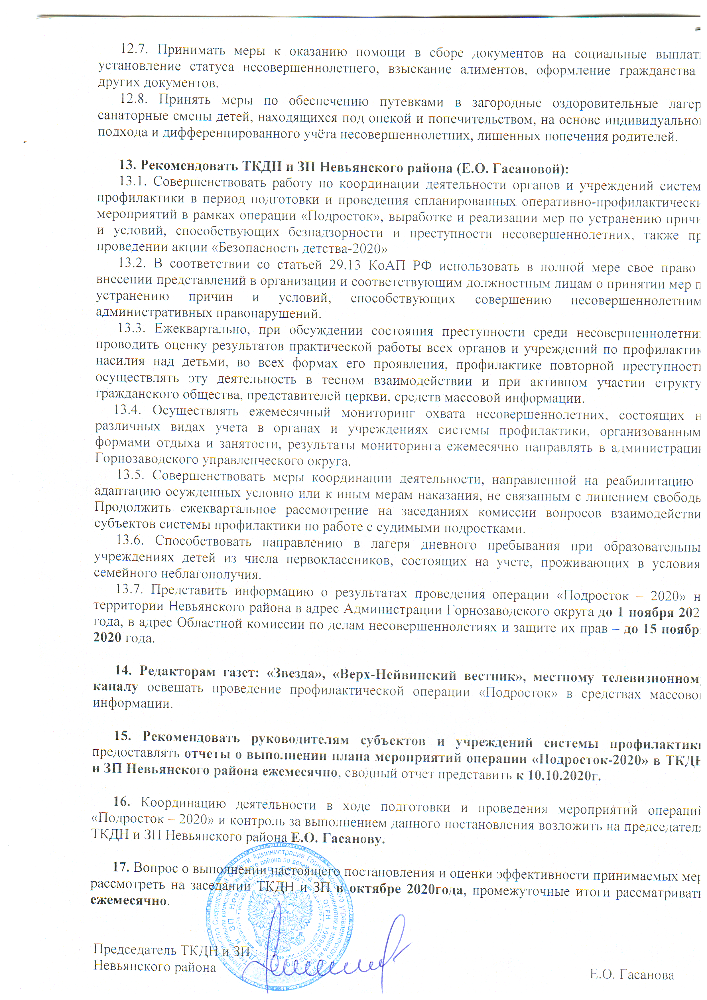 12.7. Принимать меры к оказанию помощи в сборе документов на социальные выплат
установление статуса несовершеннолетнего, взыскание алиментов, оформление гражданства
других документов.
12.8. Принять меры по обеспечению путевками в загородные оздоровительные лагер
санаторные смены детей, находящихся под опекой и попечительством, на основе индивидуально
подхода и дифференцированного учёта несовершеннолетних, лишенных попечения родителей.
13. Рекомендовать ТКДН и ЗП Невьянского района (Е.О. Гасановой):
13.1. Совершенствовать работу по координации деятельности органов и учреждений систем
профилактики в период подготовки и проведения спланированных оперативно-профилактически
мероприятий в рамках операции «Подросток», выработке и реализации мер по устранению причи
и условий, способствующих безнадзорности и преступности несовершеннолетних, также пр
проведении акции «Безопасность детства-2020»
13.2. В соответствии со статьей 29.13 КоАП РФ использовать в полной мере свое право
внесении представлений в организации и соответствующим должностным лицам о принятии мер п
устранению причин и условий, способствующих совершению несовершеннолетним
административных правонарушений.
13.3. Ежеквартально, при обсуждении состояния преступности среди несовершеннолетни
проводить оценку результатов практической работы всех органов и учреждений по профилактик
насилия над детьми, во всех формах его проявления, профилактике повторной преступност
осуществлять эту деятельность в тесном взаимодействии и при активном участии структу
гражданского общества, представителей церкви, средств массовой информации.
13.4. Осуществлять ежемесячный мониторинг охвата несовершеннолетних, состоящих н
различных видах учета в органах и учреждениях системы профилактики, организованным
формами отдыха и занятости, результаты мониторинга ежемесячно направлять в администраци
Горнозаводского управленческого округа.
13.5. Совершенствовать меры координации деятельности, направленной на реабилитацию
адаптацию осужденных условно или к иным мерам наказания, не связанным с лишением свободы
Продолжить ежеквартальное рассмотрение на заседаниях комиссии вопросов взаимодействи
субъектов системы профилактики по работе с судимыми подростками.
13.6. Способствовать направлению в лагеря дневного пребывания при образовательны
учреждениях детей из числа первоклассников, состоящих на учете, проживающих в условия
семейного неблагополучия.
13.7. Представить информацию о результатах проведения операции «Подросток – 2020» н
территории Невьянского района в адрес Администрации Горнозаводского округа до 1 ноября 202
года, в адрес Областной комиссии по делам несовершеннолетиях и защите их прав – до 15 ноябр
2020 года.
14. Редакторам газет: «Звезда», «Верх-Нейвинский вестник», местному телевизионному
каналу освещать проведение профилактической операции «Подросток» в средствах массово
информации.
15. Рекомендовать руководителям субъектов и учреждений системы профилактики
предоставлять отчеты о выполнении плана мероприятий операции «Подросток-2020» в ТКДН
и ЗП Невьянского района ежемесячно, сводный отчет представить к 10.10.2020г.
16. Координацию деятельности в ходе подготовки и проведения мероприятий операций
«Подросток – 2020» и контроль за выполнением данного постановления возложить на председателя
ТКДН и ЗП Невьянского района Е.О. Гасанову.
17. Вопрос о выполнении настоящего постановления и оценки эффективности принимаемых мер
рассмотреть на заседании ТКДН и ЗП в октябре 2020года, промежуточные итоги рассматривать
ежемесячно.
Председатель ТКДН и ЗП
Невьянского района
Е.О. Гасанова